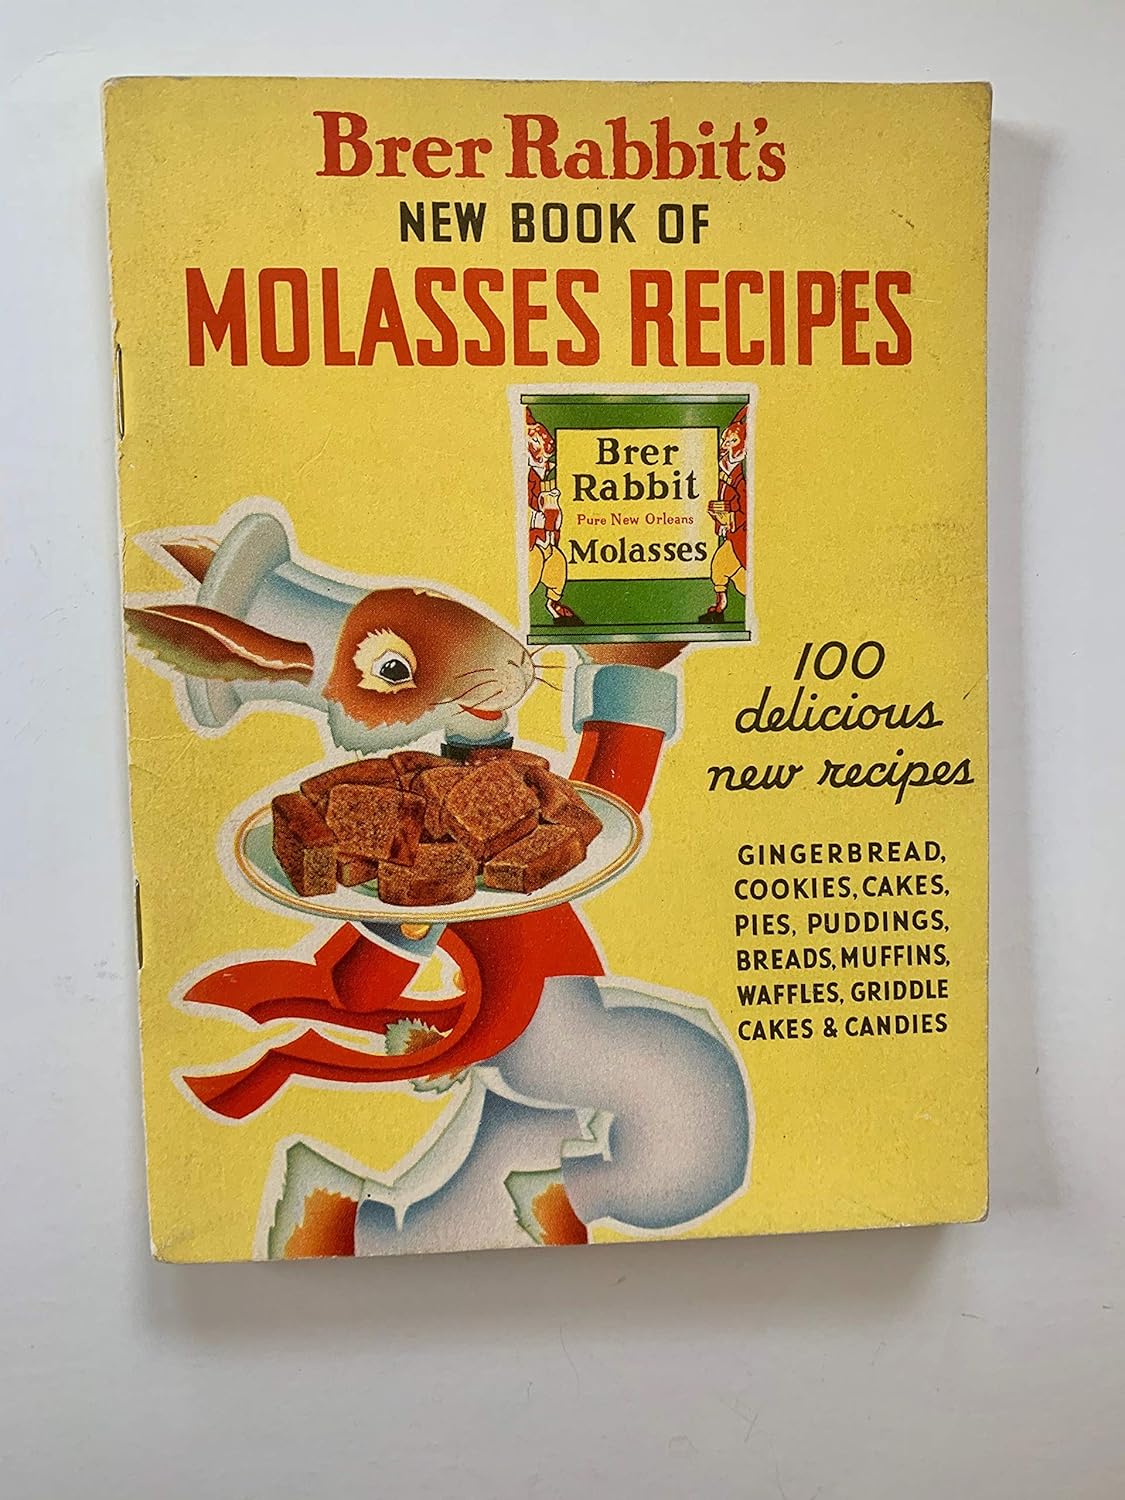 Brer Rabbit's
NEW BOOK OF
MOLASSES RECIPES
Brer
Rabbit
Pure New Orleans
Molasses
100
delicious
new recipes
GINGERBREAD,
COOKIES, CAKES,
PIES, PUDDINGS,
BREADS, MUFFINS,
WAFFLES, GRIDDLE
CAKES & CANDIES